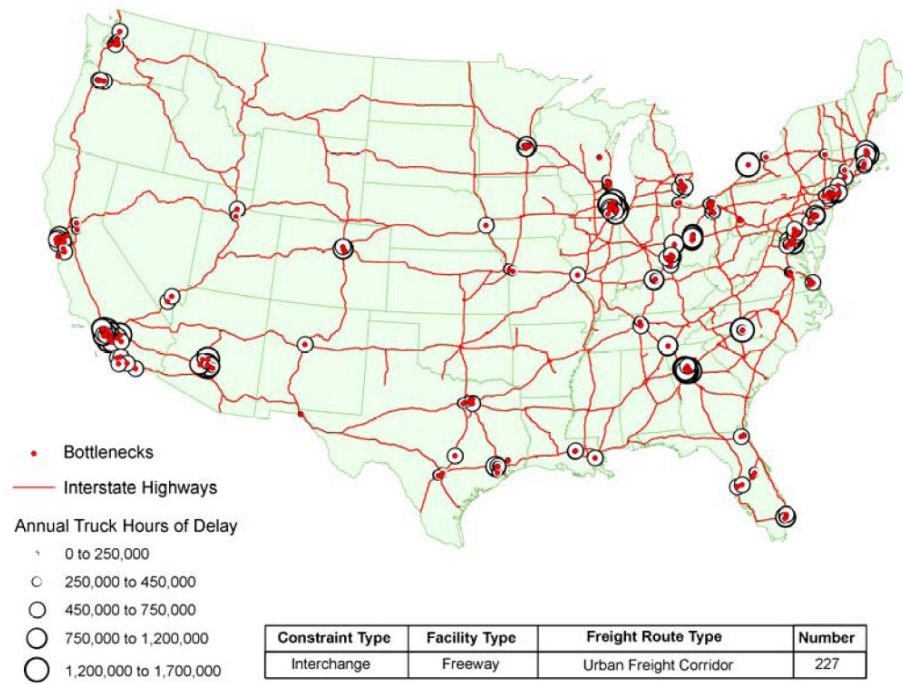 Bottlenecks
Interstate Highways
Annual Truck Hours of Delay
0 to 250,000
250,000 to 450,000
450,000 to 750,000
750,000 to 1,200,000
1,200,000 to 1,700,000
Constraint Type Facility Type Freight Route Type Number
Interchange Freeway Urban Freight Corridor 227